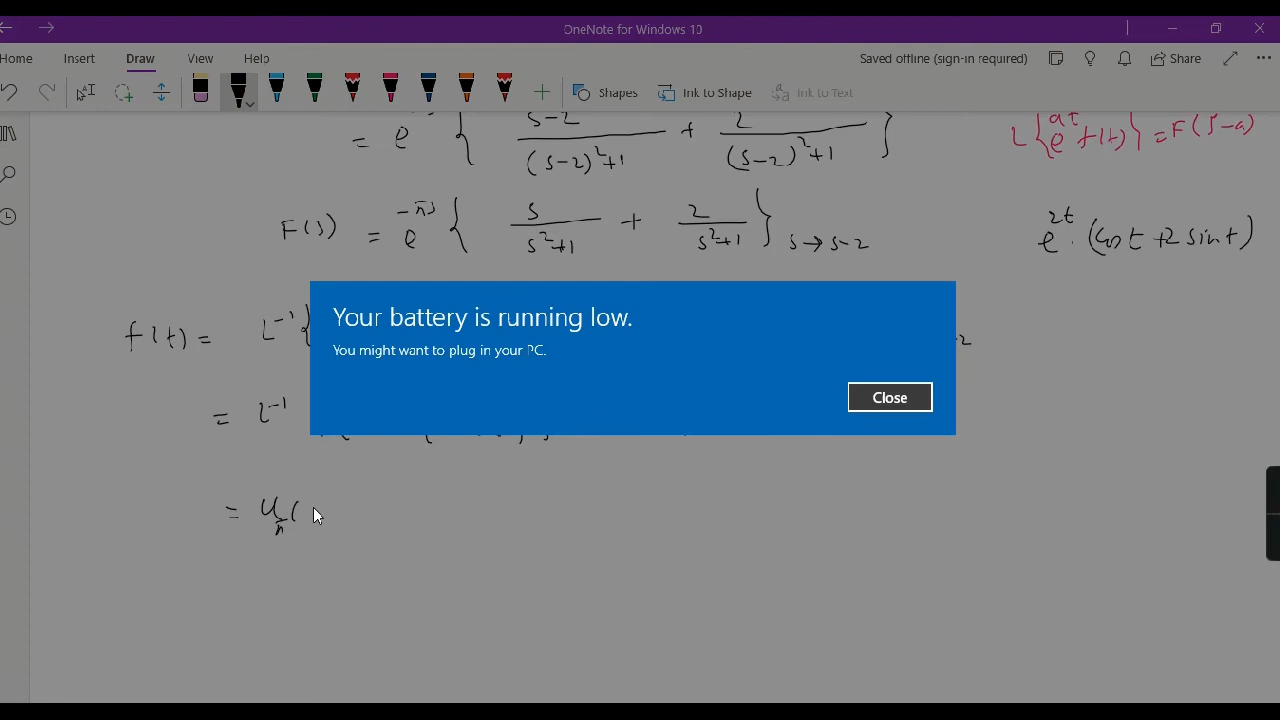 OneNote for Windows 10
Home Insert Draw View Help Saved offline (sign-in required) Share
Shapes Ink to Shape Ink to Text
= e { s-2 / (s-2)²+1 + 2 / (s-2)²+1 }
L{e^at f(t)} = F(s-a)
F(s) = e^-πs { s / s²+1 + 2 / s²+1 } s→s-2
e^2t . (cos t + 2 sin t)
f(t) = L⁻¹{
Your battery is running low.
You might want to plug in your PC.
Close
= L⁻¹
= u_π(